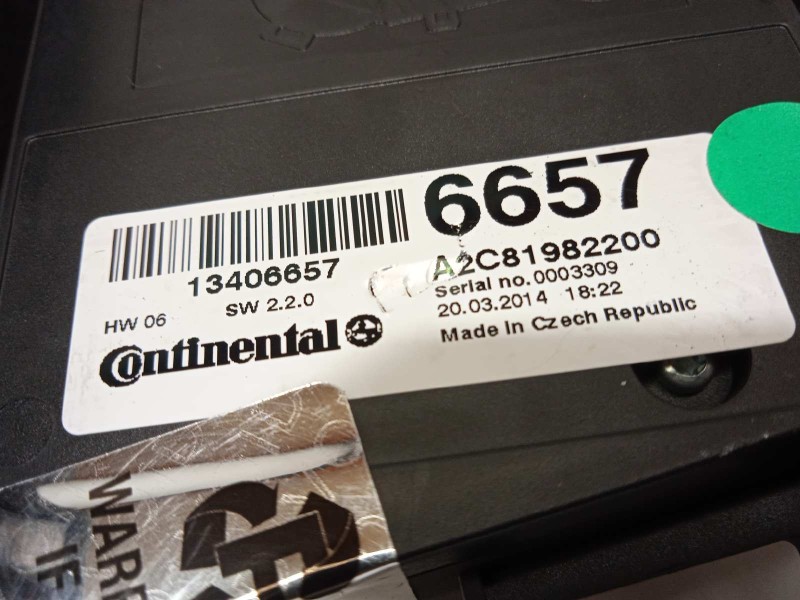 6657
13406657
A2C81982200
Serial no.0003309
HW 06
SW 2.2.0
20.03.2014 18:22
Continental
Made in Czech Republic
IF